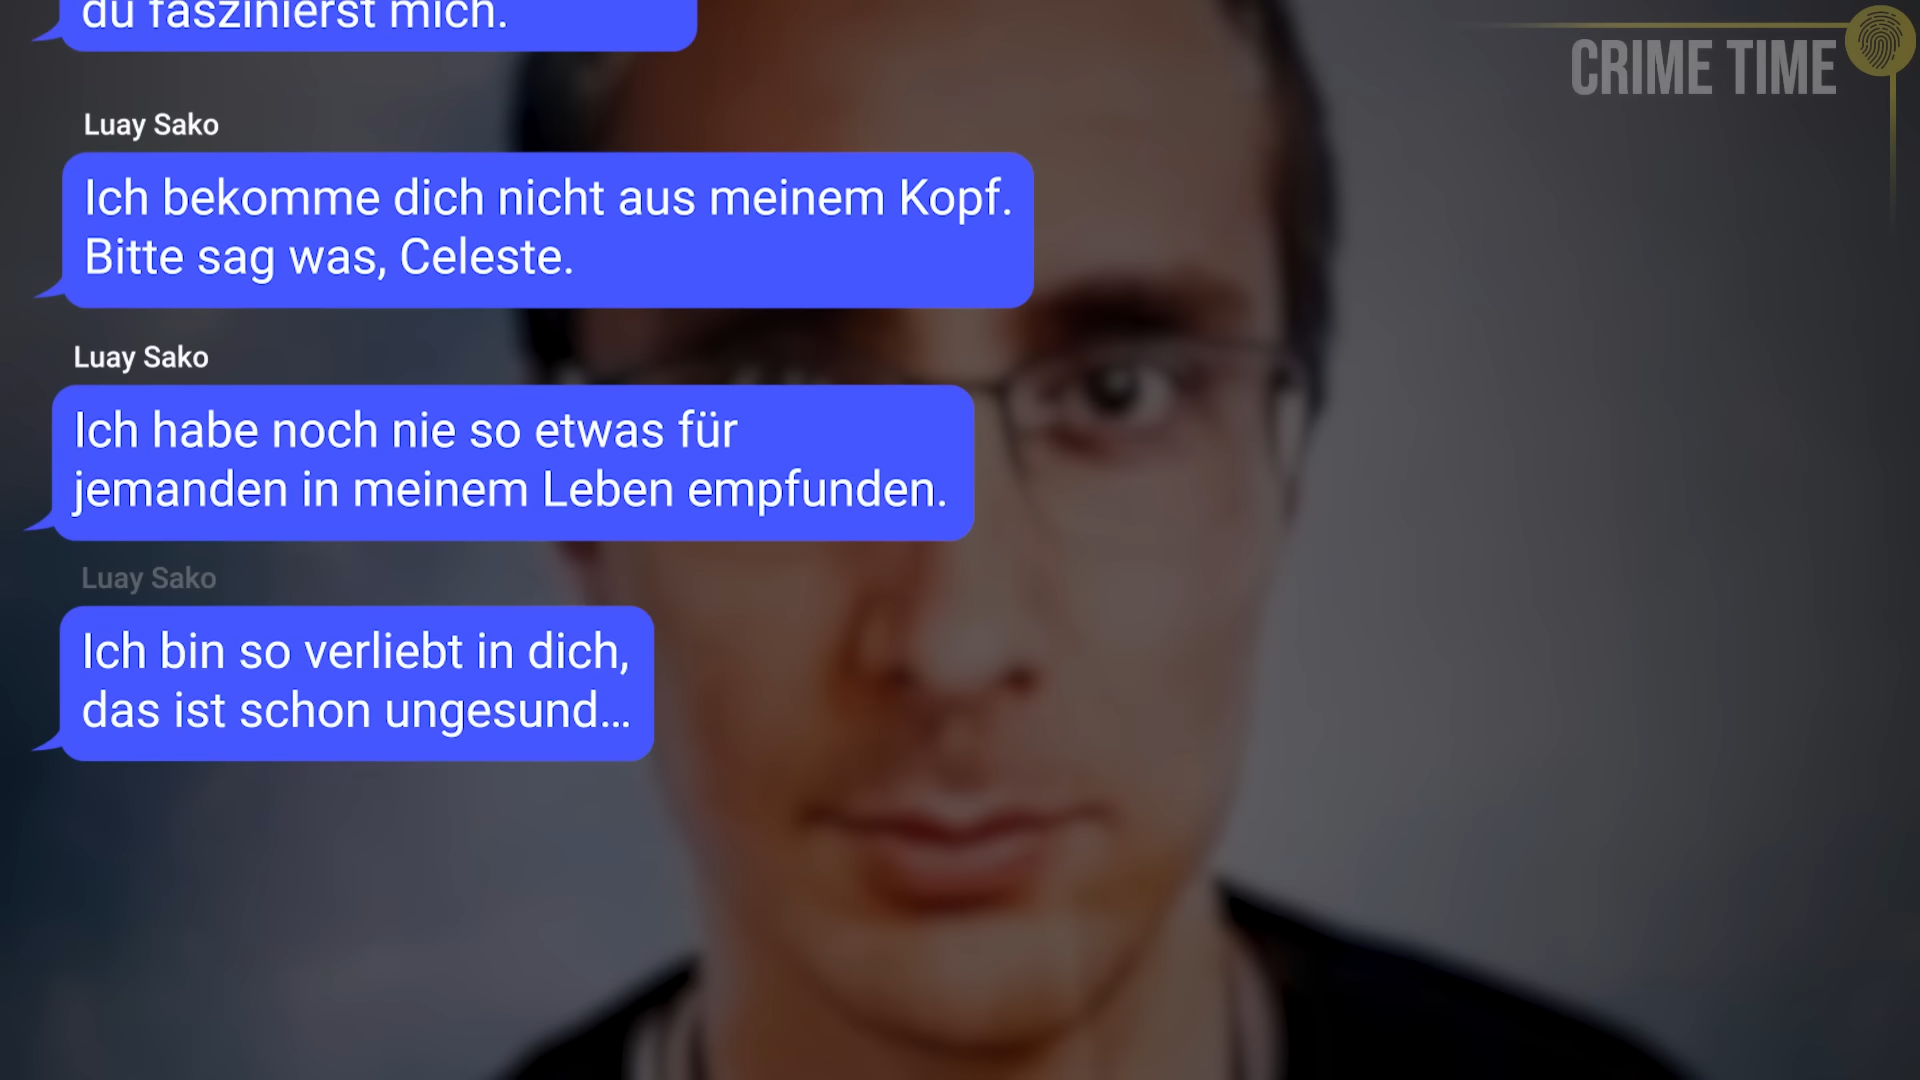 du faszinierst mich.
CRIME TIME
Luay Sako
Ich bekomme dich nicht aus meinem Kopf.
Bitte sag was, Celeste.
Luay Sako
Ich habe noch nie so etwas für
jemanden in meinem Leben empfunden.
Luay Sako
Ich bin so verliebt in dich,
das ist schon ungesund...